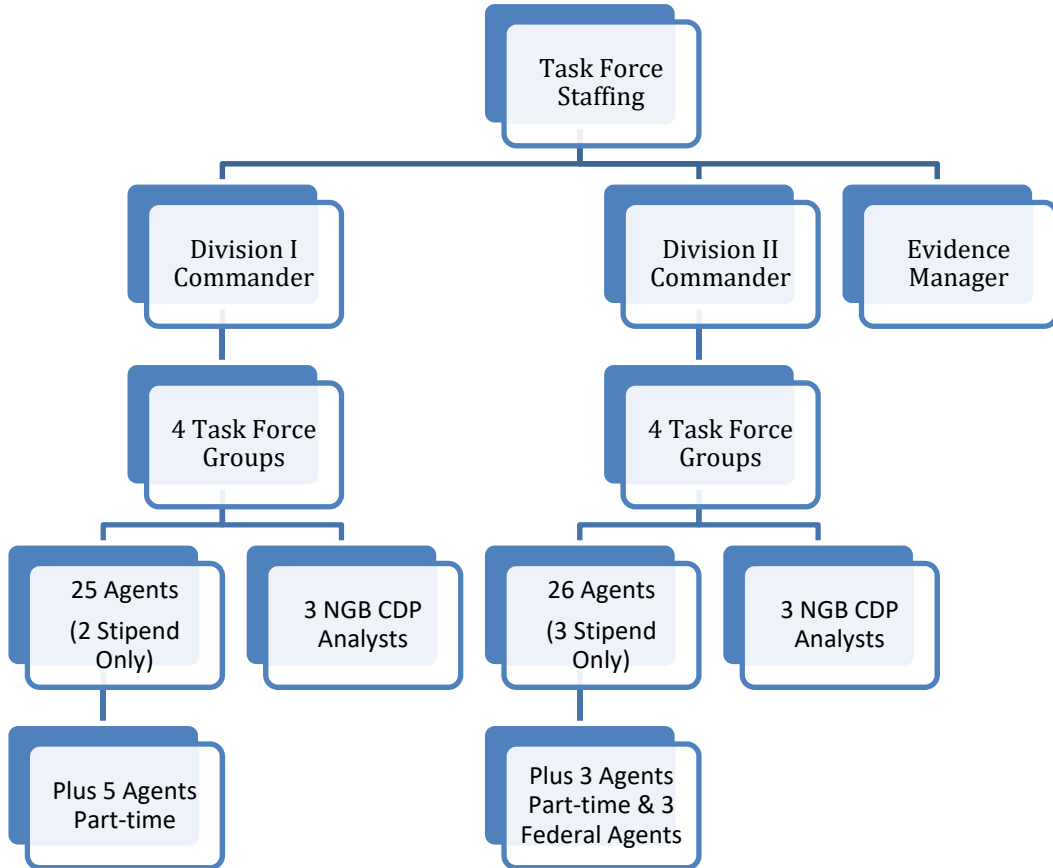 Task Force
Staffing
Division I
Commander
Division II
Commander
Evidence
Manager
4 Task Force
Groups
4 Task Force
Groups
25 Agents
(2 Stipend
Only)
3 NGB CDP
Analysts
26 Agents
(3 Stipend
Only)
3 NGB CDP
Analysts
Plus 5 Agents
Part-time
Plus 3 Agents
Part-time & 3
Federal Agents